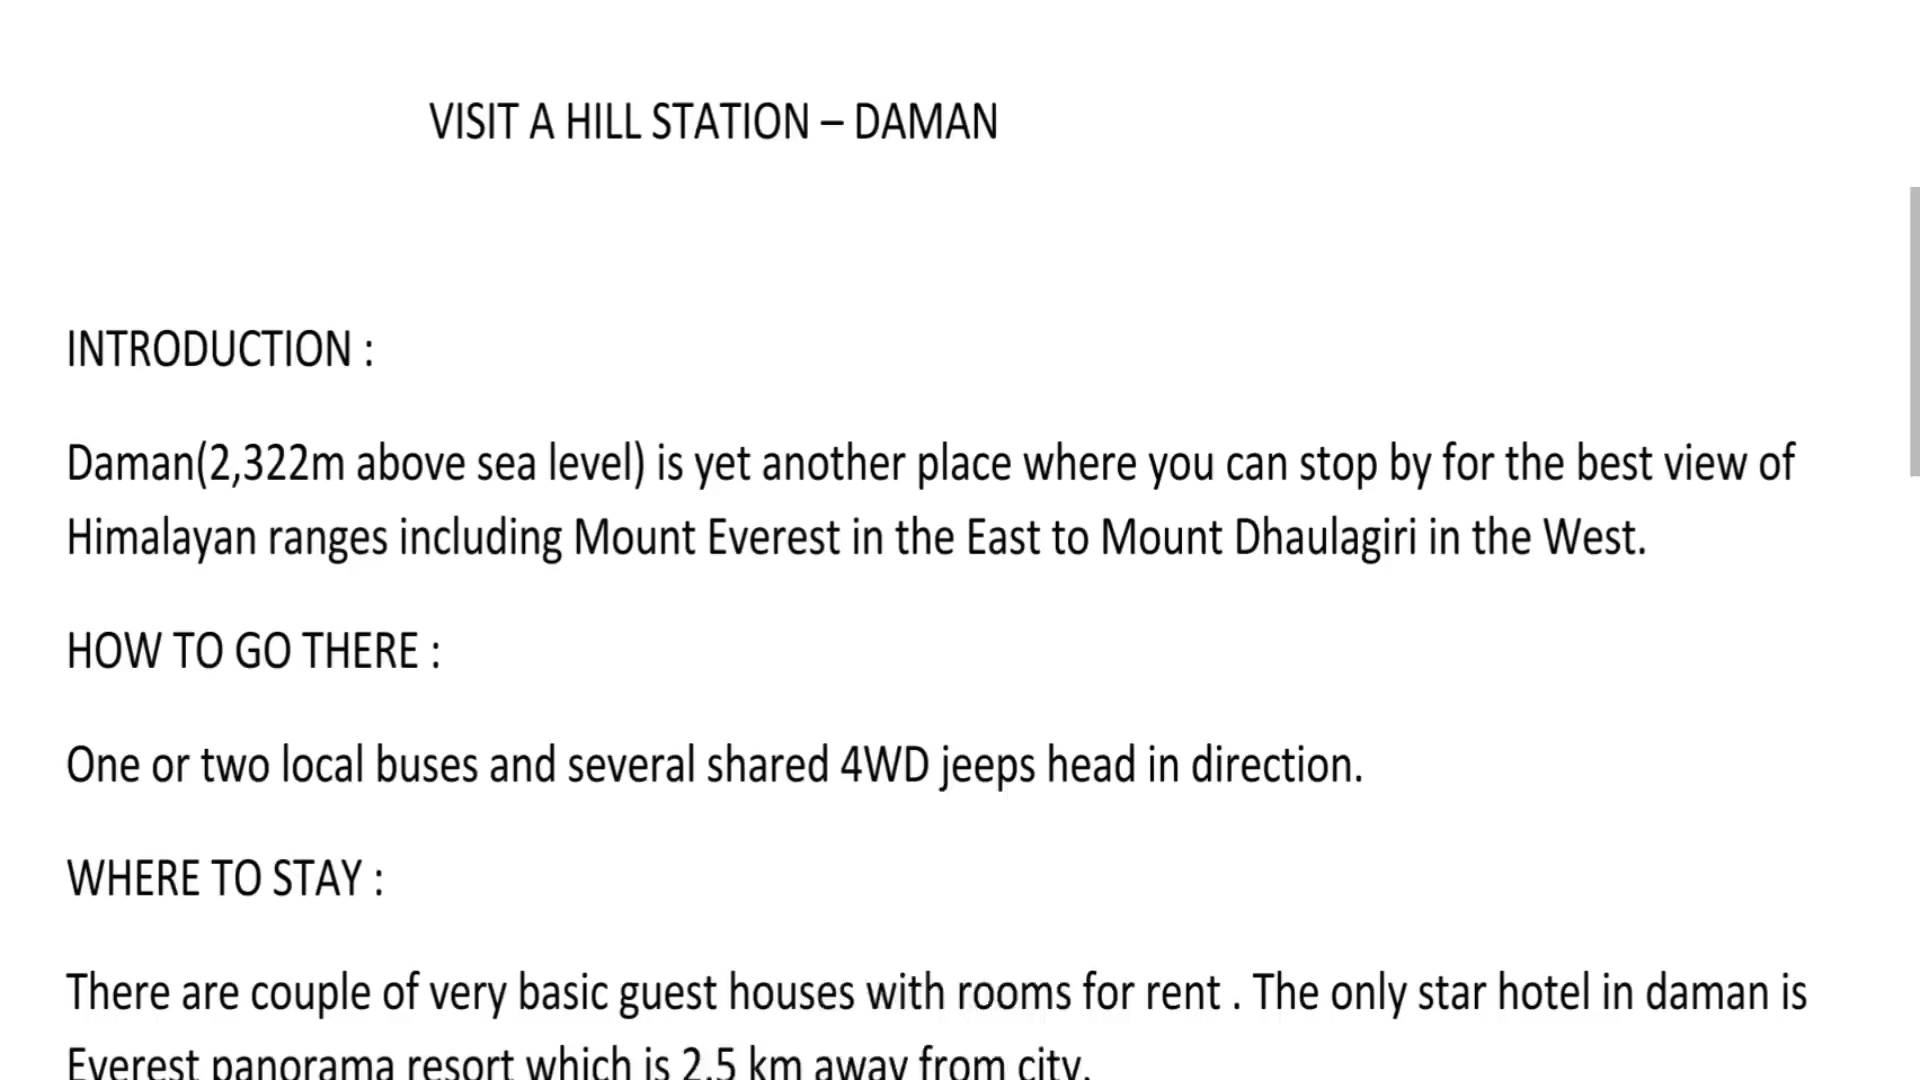 VISIT A HILL STATION – DAMAN
INTRODUCTION :
Daman(2,322m above sea level) is yet another place where you can stop by for the best view of
Himalayan ranges including Mount Everest in the East to Mount Dhaulagiri in the West.
HOW TO GO THERE :
One or two local buses and several shared 4WD jeeps head in direction.
WHERE TO STAY :
There are couple of very basic guest houses with rooms for rent . The only star hotel in daman is
Everest panorama resort which is 2.5 km away from city.